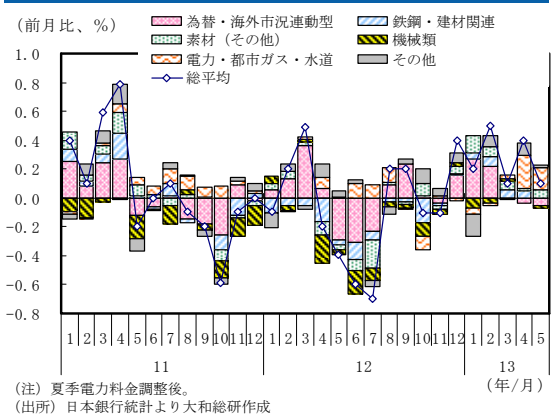 (前月比、%)
為替・海外市況連動型
鉄鋼・建材関連
素材(その他)
機械類
電力・都市ガス・水道
その他
総平均
1.0
0.8
0.6
0.4
0.2
0.0
-0.2
-0.4
-0.6
-0.8
1 2 3 4 5 6 7 8 9 10 11 12 1 2 3 4 5 6 7 8 9 10 11 12 1 2 3 4 5
11 12 13
(年/月)
(注)夏季電力料金調整後。
(出所)日本銀行統計より大和総研作成